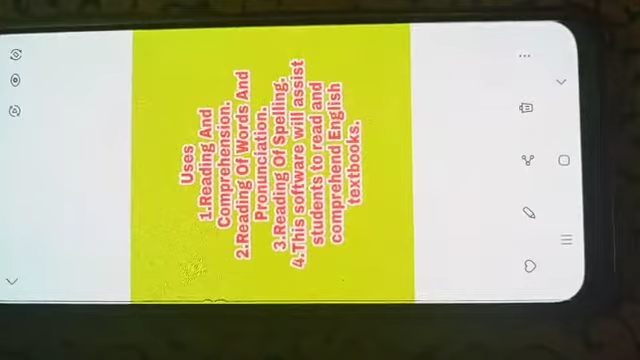 Uses
1.Reading And
Comprehension.
2.Reading Of Words And
Pronunciation.
3.Reading Of Spelling.
4.This software will assist
students to read and
comprehend English
textbooks.